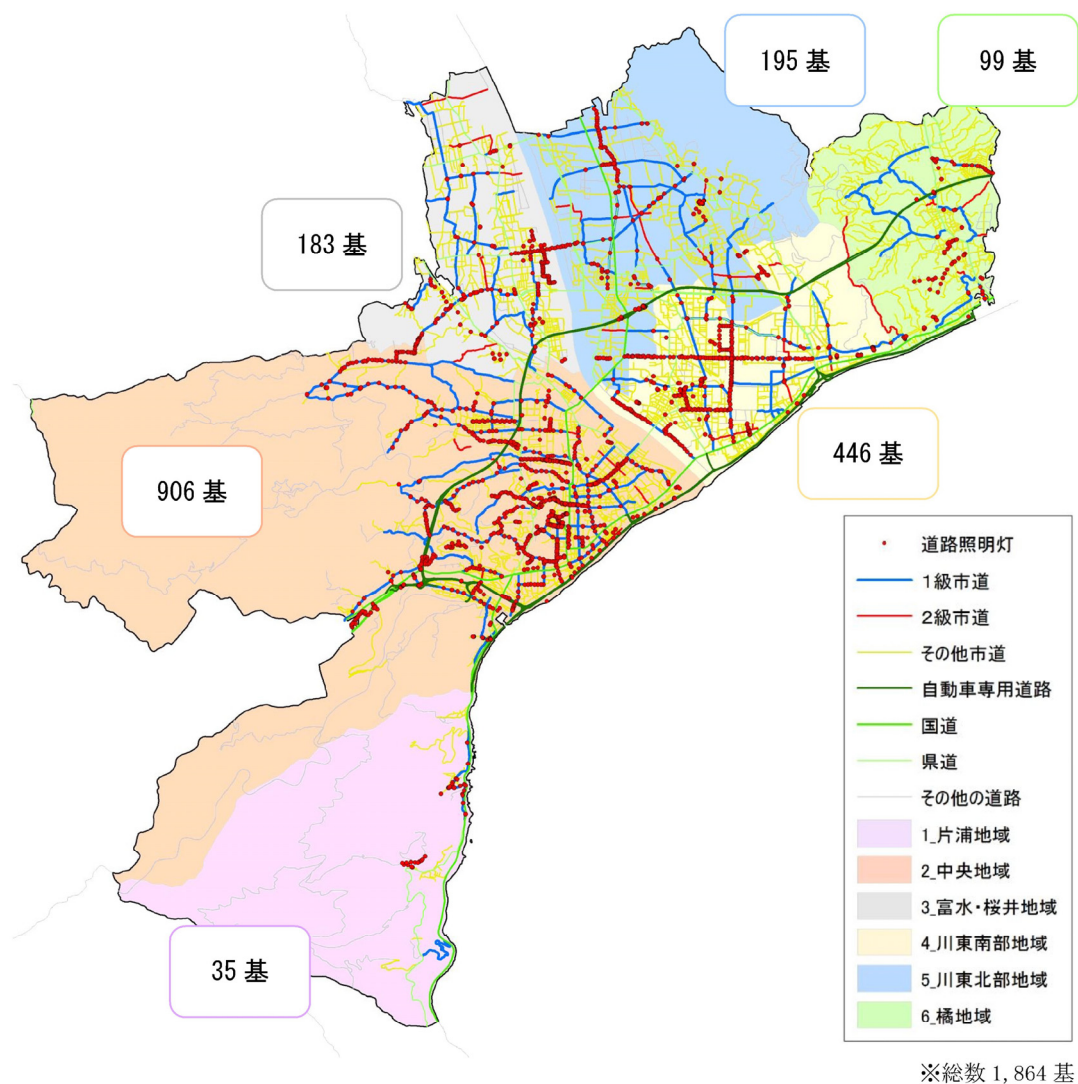 195 基
99 基
183 基
446 基
906 基
35 基
道路照明灯
1級市道
2級市道
その他市道
自動車専用道路
国道
県道
その他の道路
1_片浦地域
2_中央地域
3_富水・桜井地域
4_川東南部地域
5_川東北部地域
6_橘地域
※総数 1,864 基